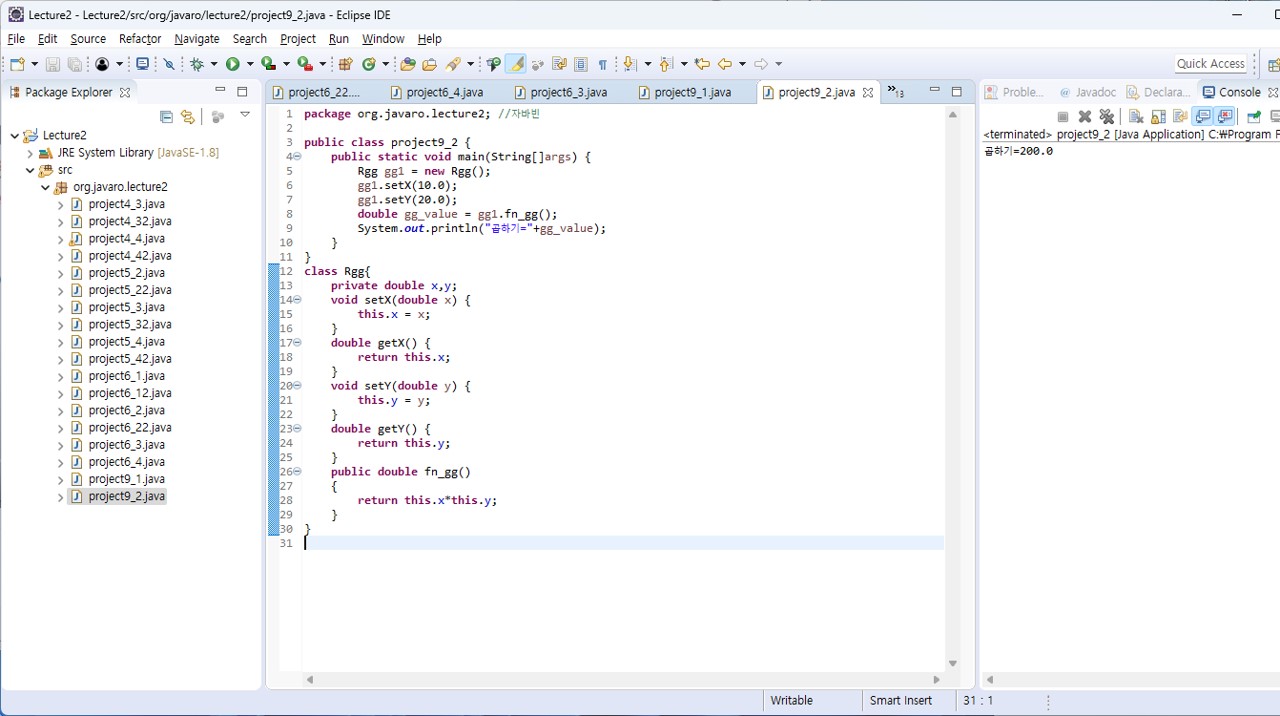 Lecture2 - Lecture2/src/org/javaro/lecture2/project9_2.java - Eclipse IDE
File Edit Source Refactor Navigate Search Project Run Window Help
Quick Access
Package Explorer
project6_22....
project6_4.java
project6_3.java
project9_1.java
project9_2.java
»13
Proble...
Javadoc
Declara...
Console
Lecture2
JRE System Library [JavaSE-1.8]
src
org.javaro.lecture2
project4_3.java
project4_32.java
project4_4.java
project4_42.java
project5_2.java
project5_22.java
project5_3.java
project5_32.java
project5_4.java
project5_42.java
project6_1.java
project6_12.java
project6_2.java
project6_22.java
project6_3.java
project6_4.java
project9_1.java
project9_2.java
1 package org.javaro.lecture2; //자바빈
2
3 public class project9_2 {
4     public static void main(String[]args) {
5         Rgg gg1 = new Rgg();
6         gg1.setX(10.0);
7         gg1.setY(20.0);
8         double gg_value = gg1.fn_gg();
9         System.out.println("곱하기="+gg_value);
10     }
11 }
12 class Rgg{
13     private double x,y;
14     void setX(double x) {
15         this.x = x;
16     }
17     double getX() {
18         return this.x;
19     }
20     void setY(double y) {
21         this.y = y;
22     }
23     double getY() {
24         return this.y;
25     }
26     public double fn_gg()
27     {
28         return this.x*this.y;
29     }
30 }
31
<terminated> project9_2 [Java Application] C:₩Program F
곱하기=200.0
Writable
Smart Insert
31 : 1